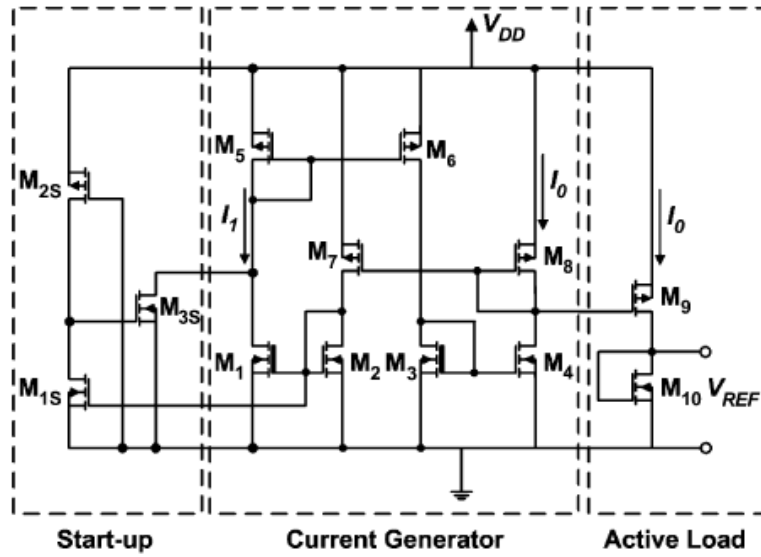 V_DD
M_5
M_6
M_2S
I_1
I_0
I_0
M_7
M_8
M_9
M_3S
M_1
M_2
M_3
M_4
M_1S
M_10 V_REF
Start-up
Current Generator
Active Load